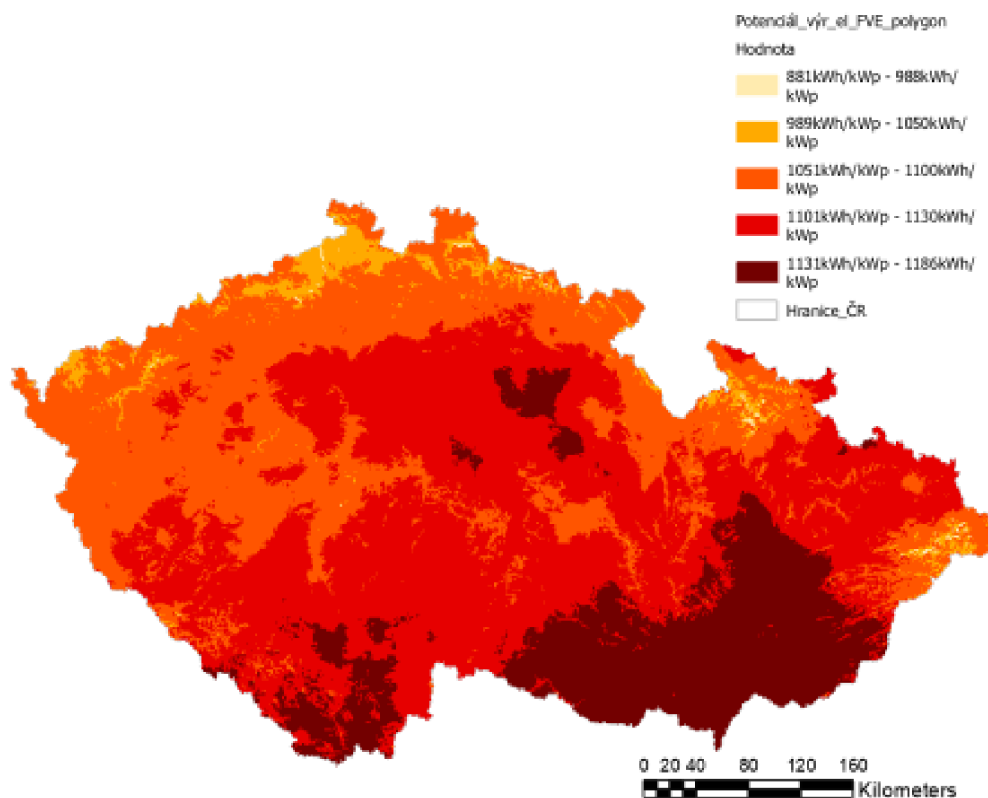 Potenciál_výr_el_FVE_polygon
Hodnota
881kWh/kWp - 988kWh/
kWp
989kWh/kWp - 1050kWh/
kWp
1051kWh/kWp - 1100kWh/
kWp
1101kWh/kWp - 1130kWh/
kWp
1131kWh/kWp - 1186kWh/
kWp
Hranice_ČR
0 20 40 80 120 160
Kilometers